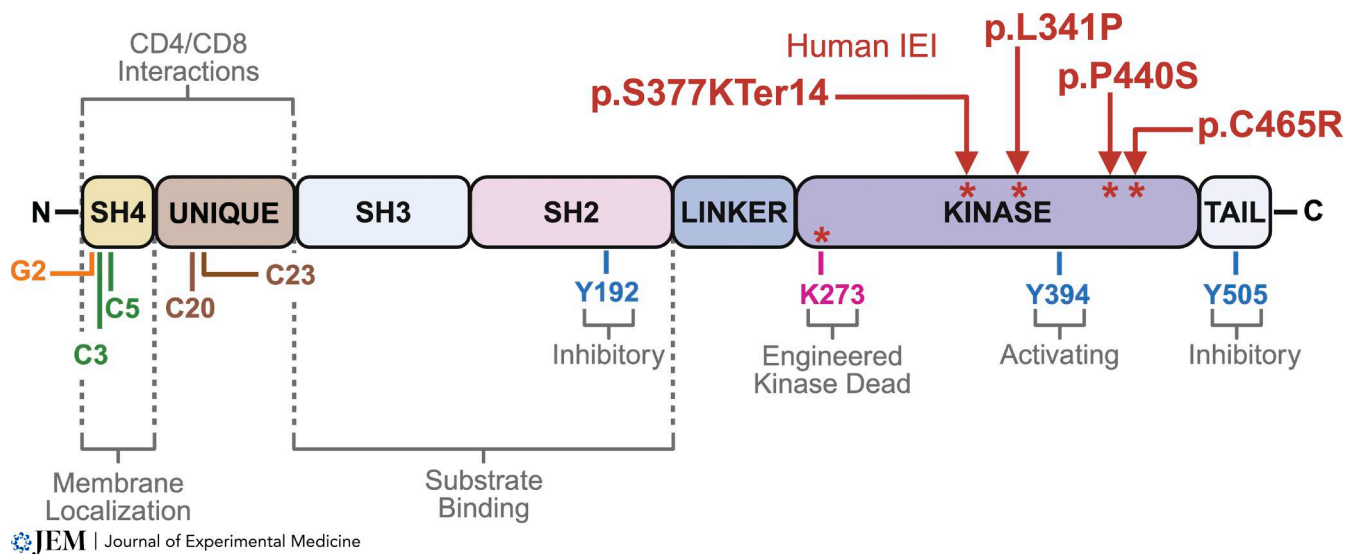 CD4/CD8
Interactions
Human IEI
p.L341P
p.S377KTer14
p.P440S
p.C465R
N
SH4
UNIQUE
SH3
SH2
LINKER
KINASE
TAIL
C
*
*
*
*
*
G2
C5
C3
C20
C23
Y192
Inhibitory
K273
Engineered
Kinase Dead
Y394
Activating
Y505
Inhibitory
Membrane
Localization
Substrate
Binding
JEM | Journal of Experimental Medicine